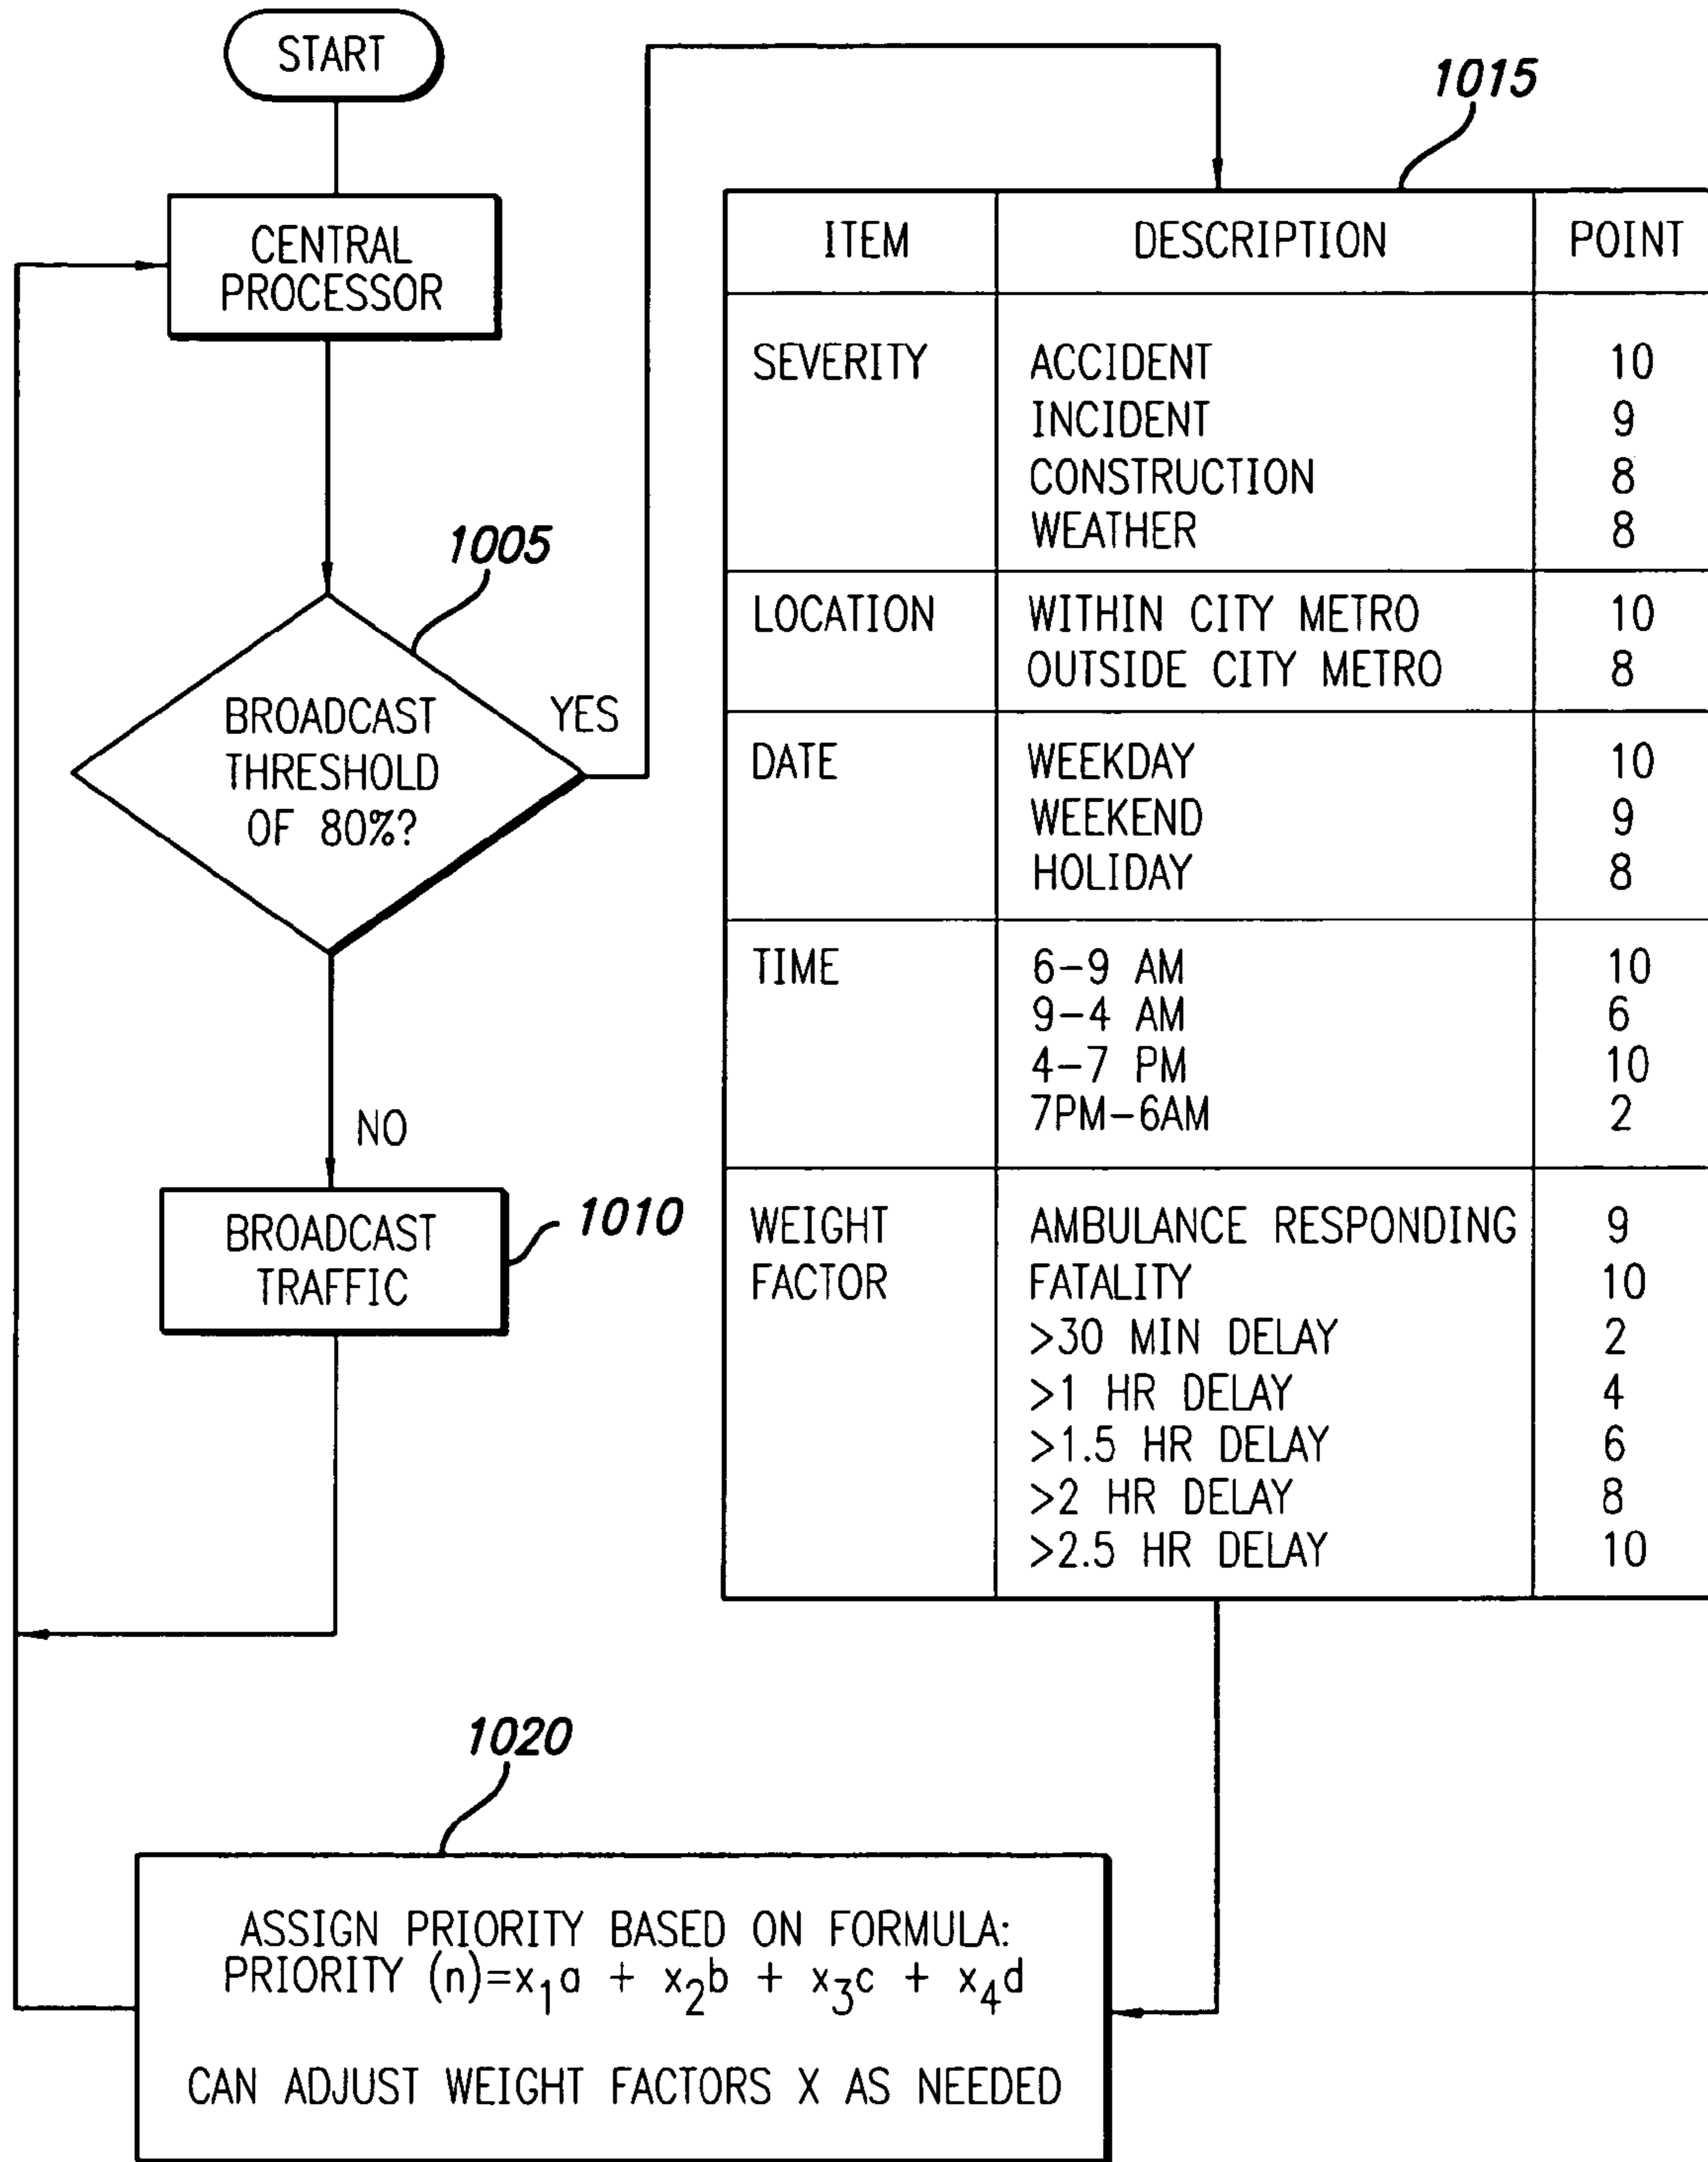 START
CENTRAL
PROCESSOR
1005
BROADCAST
THRESHOLD
OF 80%?
YES
NO
BROADCAST
TRAFFIC
1010
1015
ITEM DESCRIPTION POINT
SEVERITY ACCIDENT 10
INCIDENT 9
CONSTRUCTION 8
WEATHER 8
LOCATION WITHIN CITY METRO 10
OUTSIDE CITY METRO 8
DATE WEEKDAY 10
WEEKEND 9
HOLIDAY 8
TIME 6-9 AM 10
9-4 AM 6
4-7 PM 10
7PM-6AM 2
WEIGHT AMBULANCE RESPONDING 9
FACTOR FATALITY 10
>30 MIN DELAY 2
>1 HR DELAY 4
>1.5 HR DELAY 6
>2 HR DELAY 8
>2.5 HR DELAY 10
1020
ASSIGN PRIORITY BASED ON FORMULA:
PRIORITY (n)=x₁a + x₂b + x₃c + x₄d
CAN ADJUST WEIGHT FACTORS X AS NEEDED